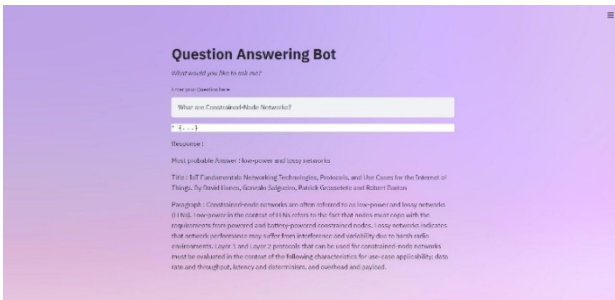 Question Answering Bot
What would you like to ask me?
Enter your Question here
What are Constrained-Node Networks?
{...}
Response :
Most probable Answer : low-power and lossy networks
Title : IoT Fundamentals Networking Technologies, Protocols, and Use Cases for the Internet of
Things. By David Hanes, Gonzalo Salgueiro, Patrick Grossetete and Robert Barton
Paragraph : Constrained-node networks are often referred to as low-power and lossy networks
(LLNs). Low-power in the context of LLNs refers to the fact that nodes must cope with the
requirements from powered and battery-powered constrained nodes. Lossy networks indicates
that network performance may suffer from interference and variability due to harsh radio
environments. Layer 1 and Layer 2 protocols that can be used for constrained-node networks
must be evaluated in the context of the following characteristics for use-case applicability: data
rate and throughput, latency and determinism, and overhead and payload.